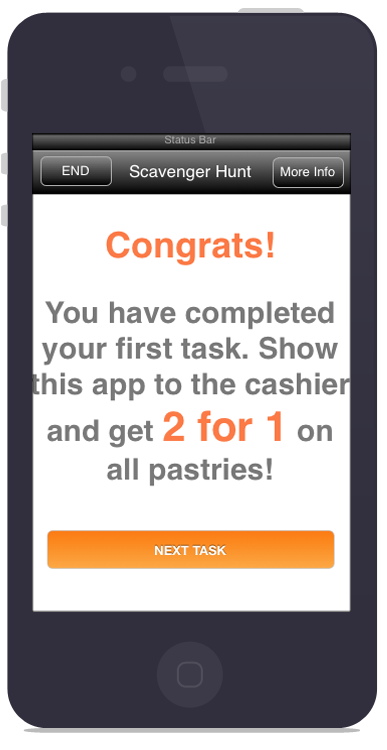 Status Bar
END Scavenger Hunt More Info
Congrats!
You have completed
your first task. Show
this app to the cashier
and get 2 for 1 on
all pastries!
NEXT TASK